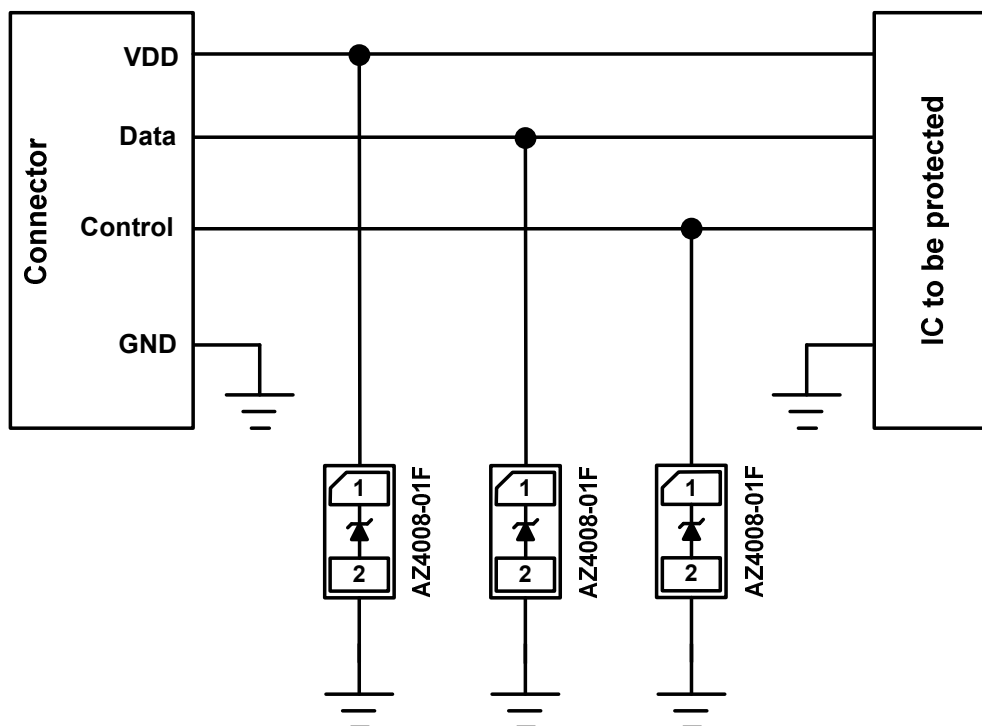 Connector
VDD
Data
Control
GND
IC to be protected
1
2
AZ4008-01F
1
2
AZ4008-01F
1
2
AZ4008-01F